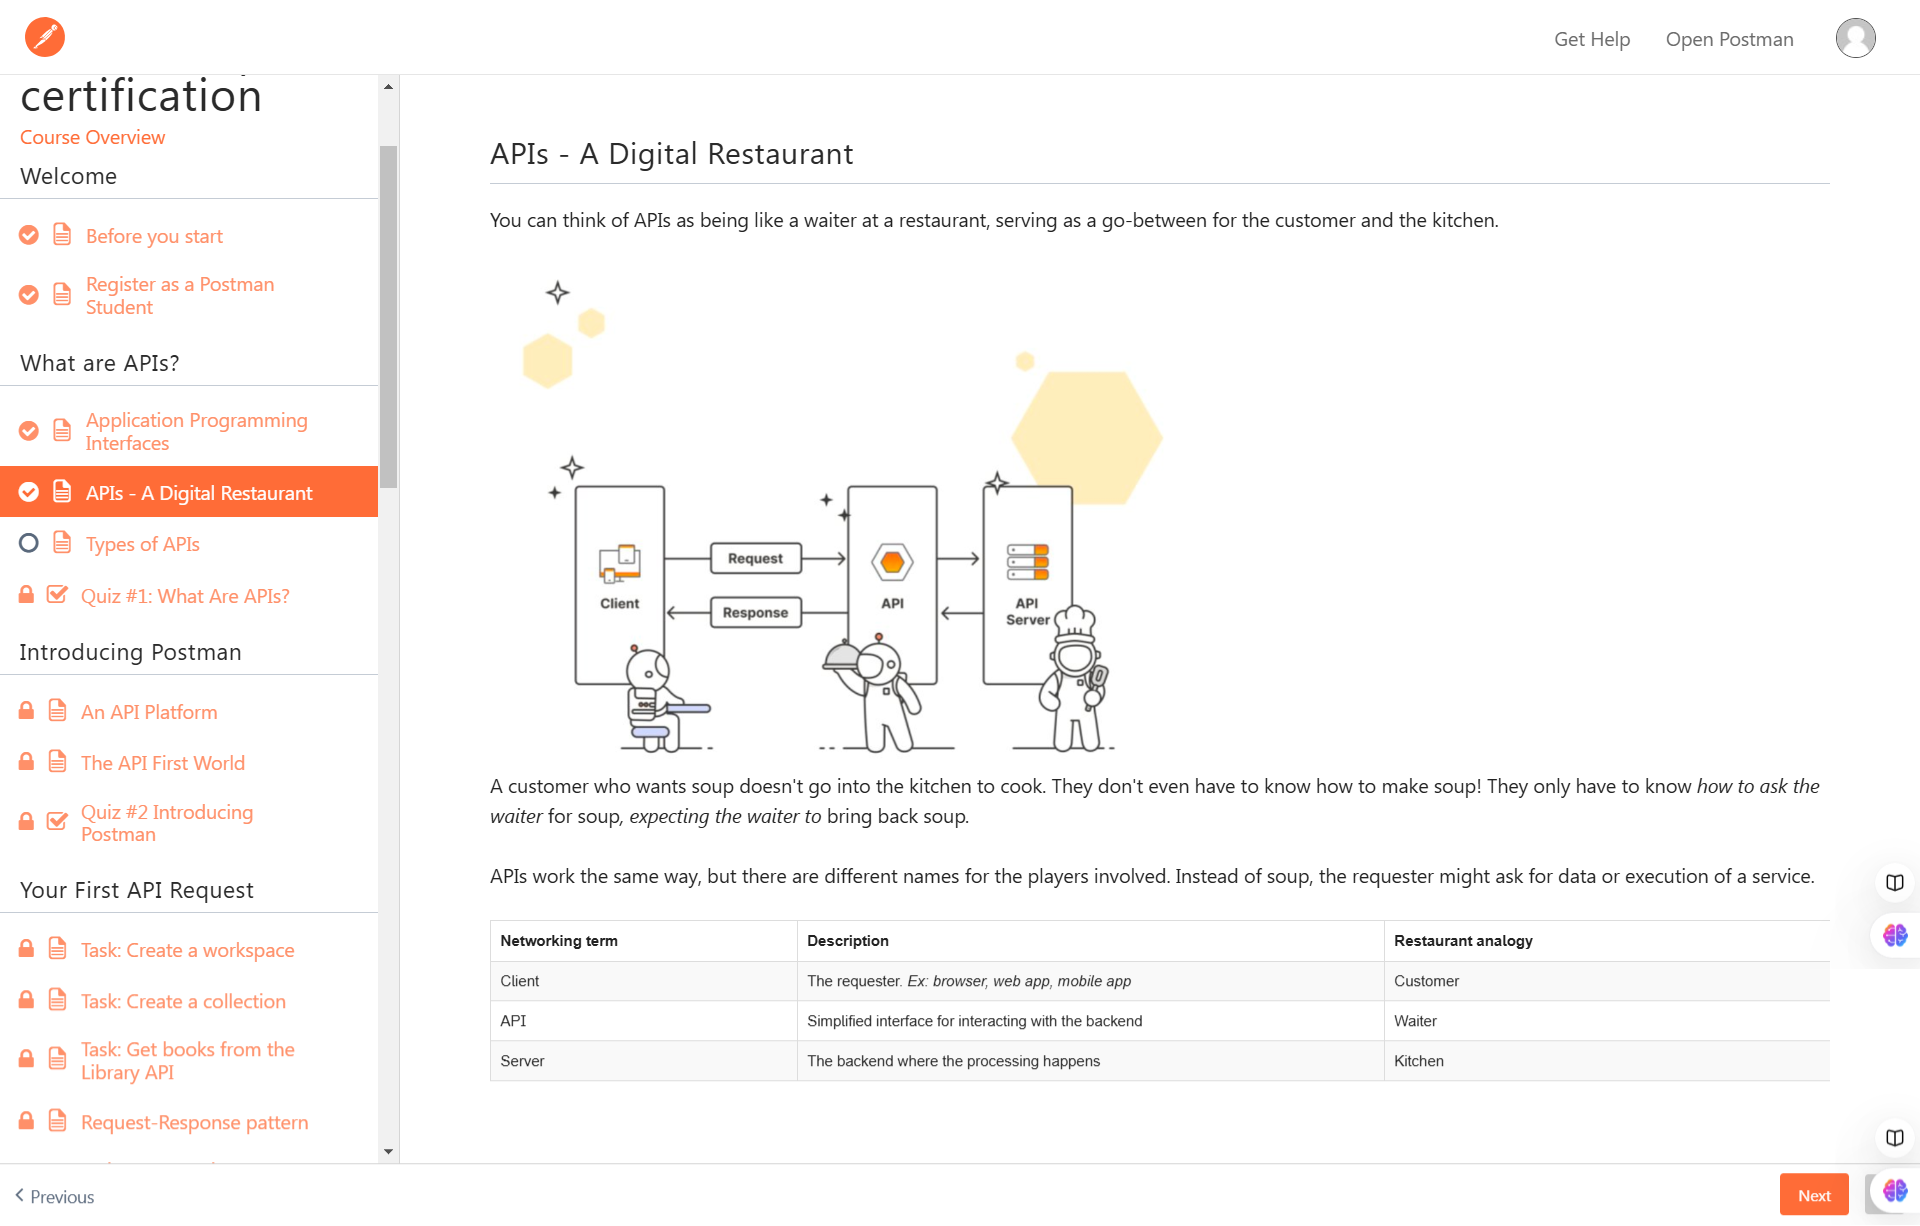 Get Help
Open Postman
certification
Course Overview
Welcome
Before you start
Register as a Postman
Student
What are APIs?
Application Programming
Interfaces
APIs - A Digital Restaurant
Types of APIs
Quiz #1: What Are APIs?
Introducing Postman
An API Platform
The API First World
Quiz #2 Introducing
Postman
Your First API Request
Task: Create a workspace
Task: Create a collection
Task: Get books from the
Library API
Request-Response pattern
APIs - A Digital Restaurant
You can think of APIs as being like a waiter at a restaurant, serving as a go-between for the customer and the kitchen.
Client
Request
Response
API
API
Server
A customer who wants soup doesn't go into the kitchen to cook. They don't even have to know how to make soup! They only have to know how to ask the
waiter for soup, expecting the waiter to bring back soup.
APIs work the same way, but there are different names for the players involved. Instead of soup, the requester might ask for data or execution of a service.
Networking term Description Restaurant analogy
Client The requester. Ex: browser, web app, mobile app Customer
API Simplified interface for interacting with the backend Waiter
Server The backend where the processing happens Kitchen
Previous
Next